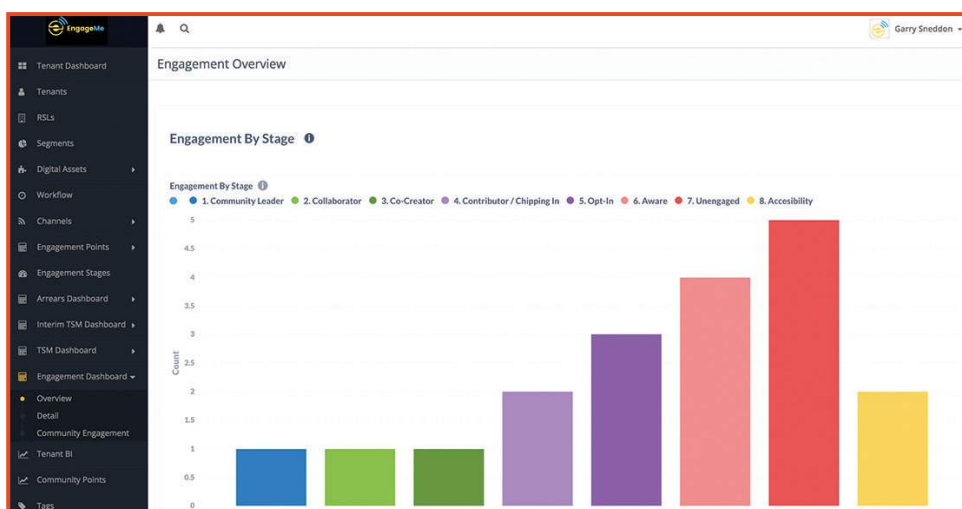 EngageMe
Garry Sneddon
Tenant Dashboard
Tenants
RSLs
Segments
Digital Assets
Workflow
Channels
Engagement Points
Engagement Stages
Arrears Dashboard
Interim TSM Dashboard
TSM Dashboard
Engagement Dashboard
Overview
Detail
Community Engagement
Tenant BI
Community Points
Tags
Engagement Overview
Engagement By Stage
Engagement By Stage
1. Community Leader 2. Collaborator 3. Co-Creator 4. Contributor / Chipping In 5. Opt-In 6. Aware 7. Unengaged 8. Accesibility
5
4.5
4
3.5
3
2.5
2
1.5
1
0.5
0
Count